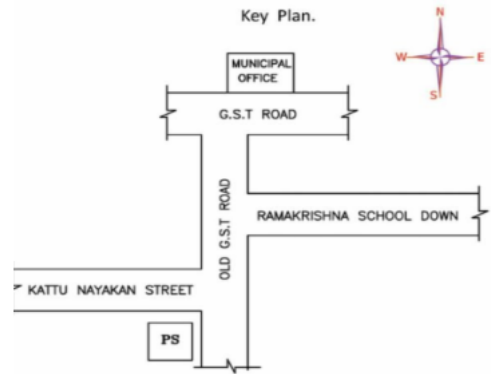 Key Plan.
N
W E
S
MUNICIPAL
OFFICE
G.S.T ROAD
OLD G.S.T ROAD
RAMAKRISHNA SCHOOL DOWN
KATTU NAYAKAN STREET
PS